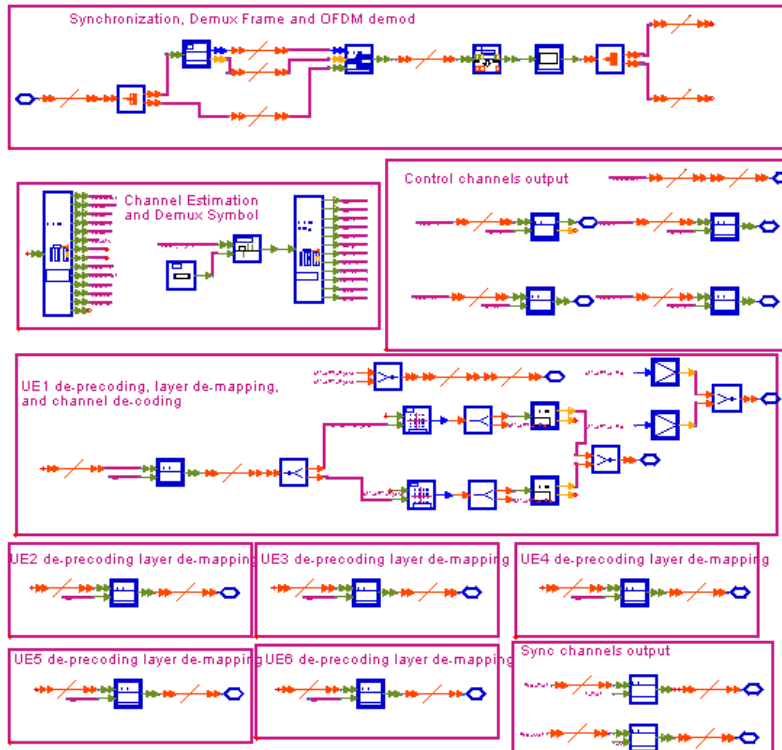 Synchronization, Demux Frame and OFDM demod
Channel Estimation
and Demux Symbol
Control channels output
UE1 de-precoding, layer de-mapping,
and channel de-coding
UE2 de-precoding layer de-mapping
UE3 de-precoding layer de-mapping
UE4 de-precoding layer de-mapping
UE5 de-precoding layer de-mapping
UE6 de-precoding layer de-mapping
Sync channels output